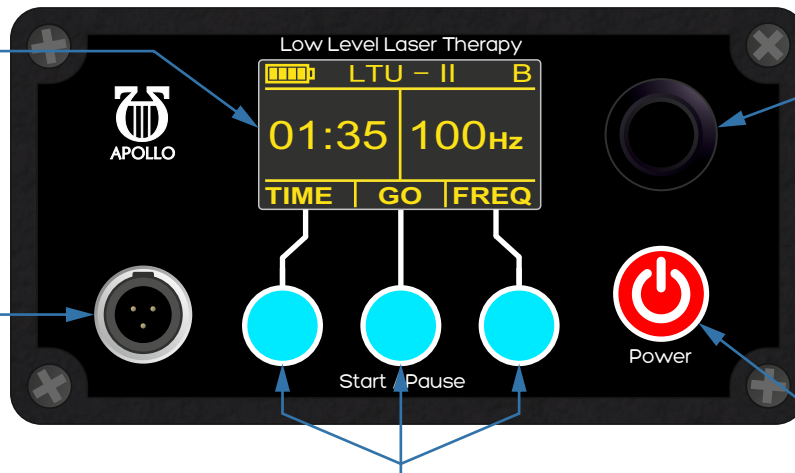 Low Level Laser Therapy
LTU – II B
01:35 100Hz
TIME GO FREQ
APOLLO
Power
Start / Pause